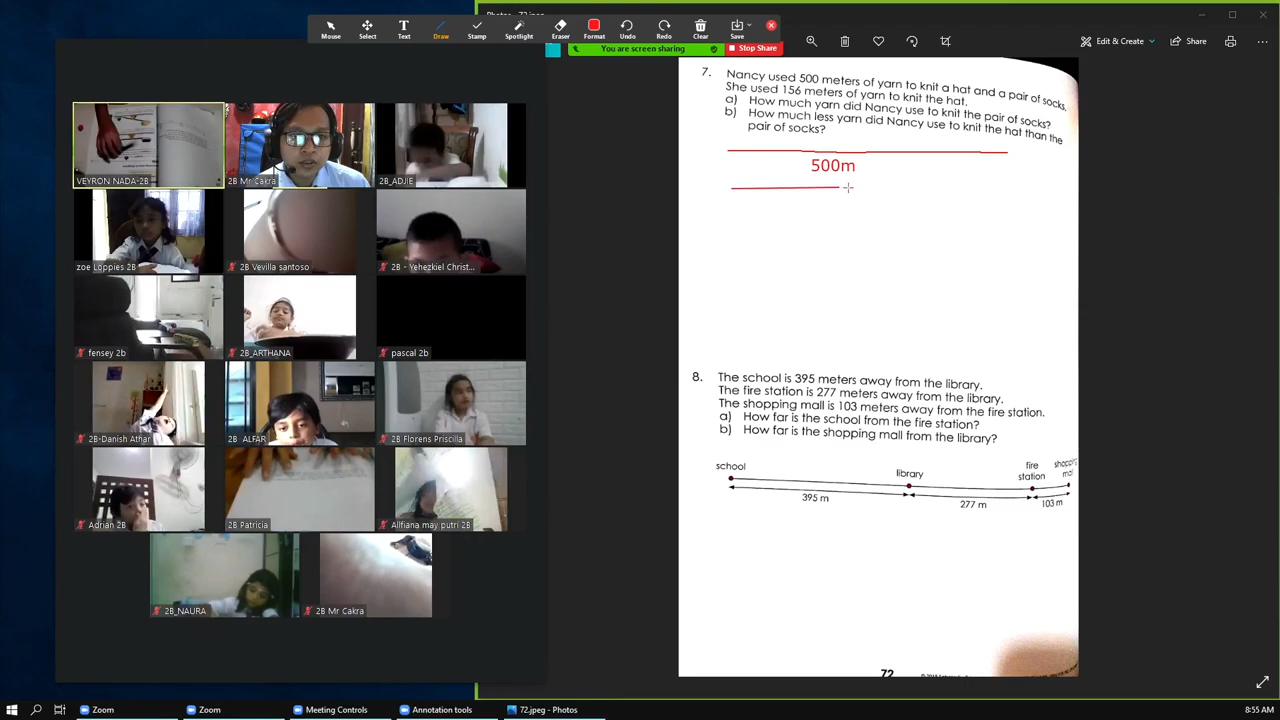 72.jpeg - Photos
Mouse Select Text Draw Stamp Spotlight Eraser Format Undo Redo Clear Save
You are screen sharing Stop Share
Edit & Create Share
VEYRON NADA-2B
2B Mr Cakra
2B_ADJIE
zoe Loppies 2B
2B Vevilla santoso
2B - Yehezkiel Christ...
fensey 2b
2B_ARTHANA
pascal 2b
2B-Danish Athar
2B_ALFAR
2B Florens Priscilla
Adrian 2B
2B Patricia
Allfiana may putri 2B
2B_NAURA
2B Mr Cakra
7. Nancy used 500 meters of yarn to knit a hat and a pair of socks.
She used 156 meters of yarn to knit the hat.
a) How much yarn did Nancy use to knit the pair of socks?
b) How much less yarn did Nancy use to knit the hat than the
pair of socks?
500m
8. The school is 395 meters away from the library.
The fire station is 277 meters away from the library.
The shopping mall is 103 meters away from the fire station.
a) How far is the school from the fire station?
b) How far is the shopping mall from the library?
school library fire station shopping mall
395 m 277 m 103 m
72
Zoom Zoom Meeting Controls Annotation tools 72.jpeg - Photos 8:55 AM